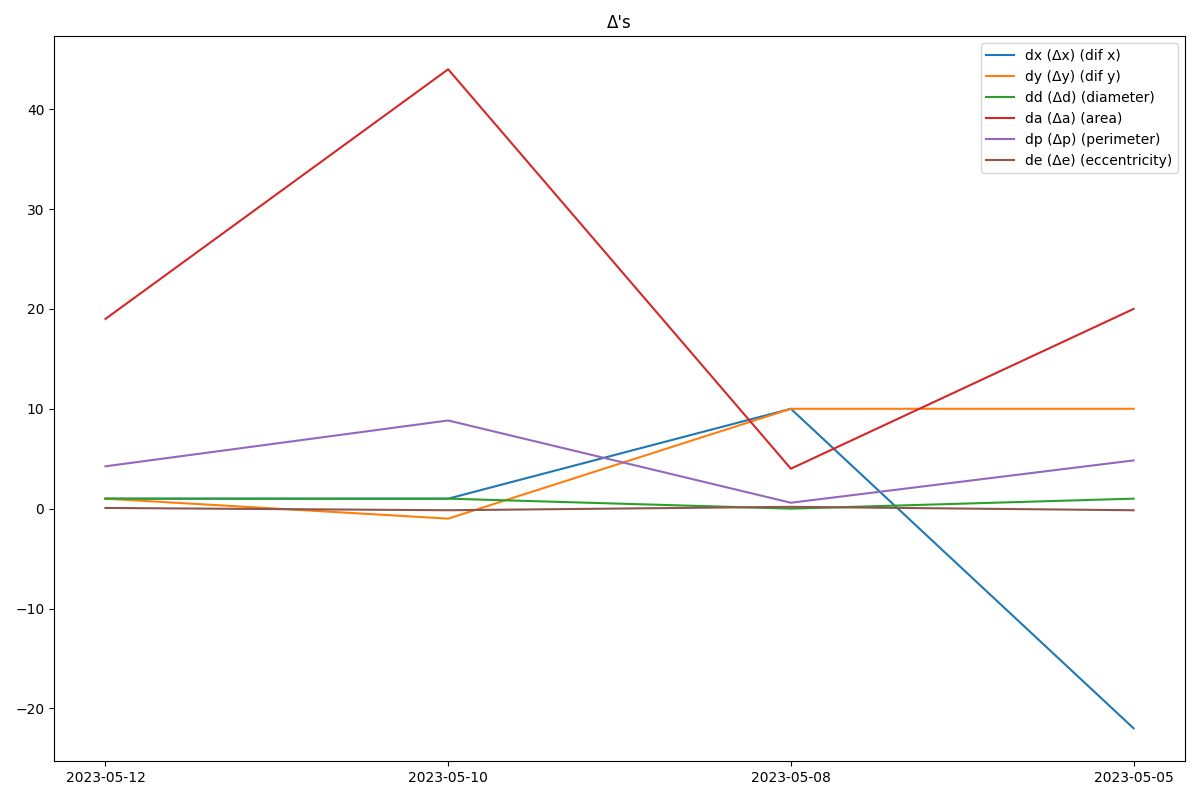 Δ's
dx (Δx) (dif x)
dy (Δy) (dif y)
dd (Δd) (diameter)
da (Δa) (area)
dp (Δp) (perimeter)
de (Δe) (eccentricity)
40
30
20
10
0
−10
−20
2023-05-12 2023-05-10 2023-05-08 2023-05-05